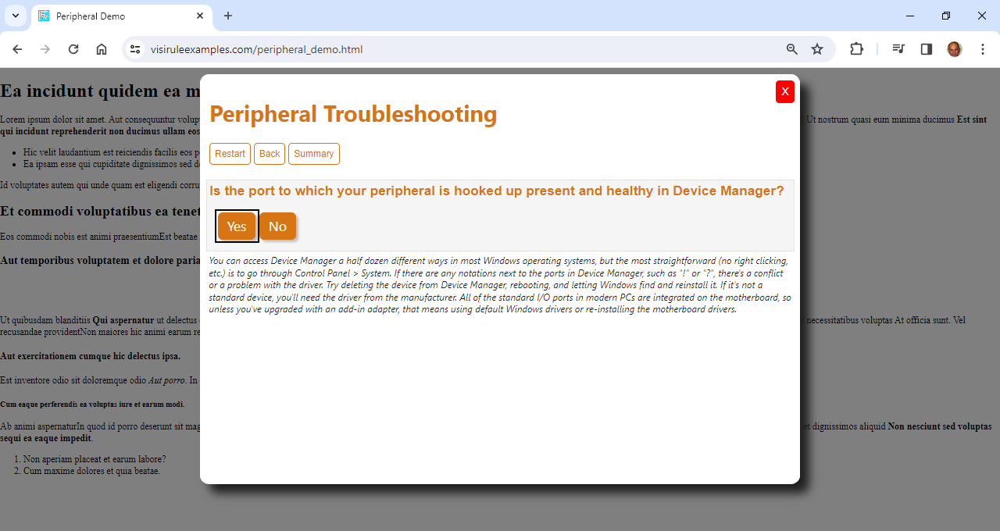 Peripheral Demo
visiruleexamples.com/peripheral_demo.html
Ea incidunt quidem ea m
X
Peripheral Troubleshooting
Lorem ipsum dolor sit amet. Aut consequuntur volup
Ut nostrum quasi eum minima ducimus Est sint
qui incidunt reprehenderit non ducimus ullam eos
Restart Back Summary
Hic velit laudantium est reiciendis facilis eos p
Ea ipsam esse qui cupiditate dignissimos sed d
Id voluptates autem qui unde quam est eligendi corru
Is the port to which your peripheral is hooked up present and healthy in Device Manager?
Et commodi voluptatibus ea tenet
Yes No
Eos commodi nobis est animi praesentiumEst beatae
Aut temporibus voluptatem et dolore paria
You can access Device Manager a half dozen different ways in most Windows operating systems, but the most straightforward (no right clicking,
etc.) is to go through Control Panel > System. If there are any notations next to the ports in Device Manager, such as "!" or "?", there's a conflict
or a problem with the driver. Try deleting the device from Device Manager, rebooting, and letting Windows find and reinstall it. If it's not a
standard device, you'll need the driver from the manufacturer. All of the standard I/O ports in modern PCs are integrated on the motherboard, so
unless you've upgraded with an add-in adapter, that means using default Windows drivers or re-installing the motherboard drivers.
Ut quibusdam blanditiis Qui aspernatur ut delectus
necessitatibus voluptas At officia sunt. Vel
recusandae providentNon maiores hic animi earum re
Aut exercitationem cumque hic delectus ipsa.
Est inventore odio sit doloremque odio Aut porro. In
Cum eaque perferendis ea voluptas iure et earum modi.
Ab animi aspernaturIn quod id porro deserunt sit mag
et dignissimos aliquid Non nesciunt sed voluptas
sequi ea eaque impedit.
1. Non aperiam placeat et earum labore?
2. Cum maxime dolores et quia beatae.